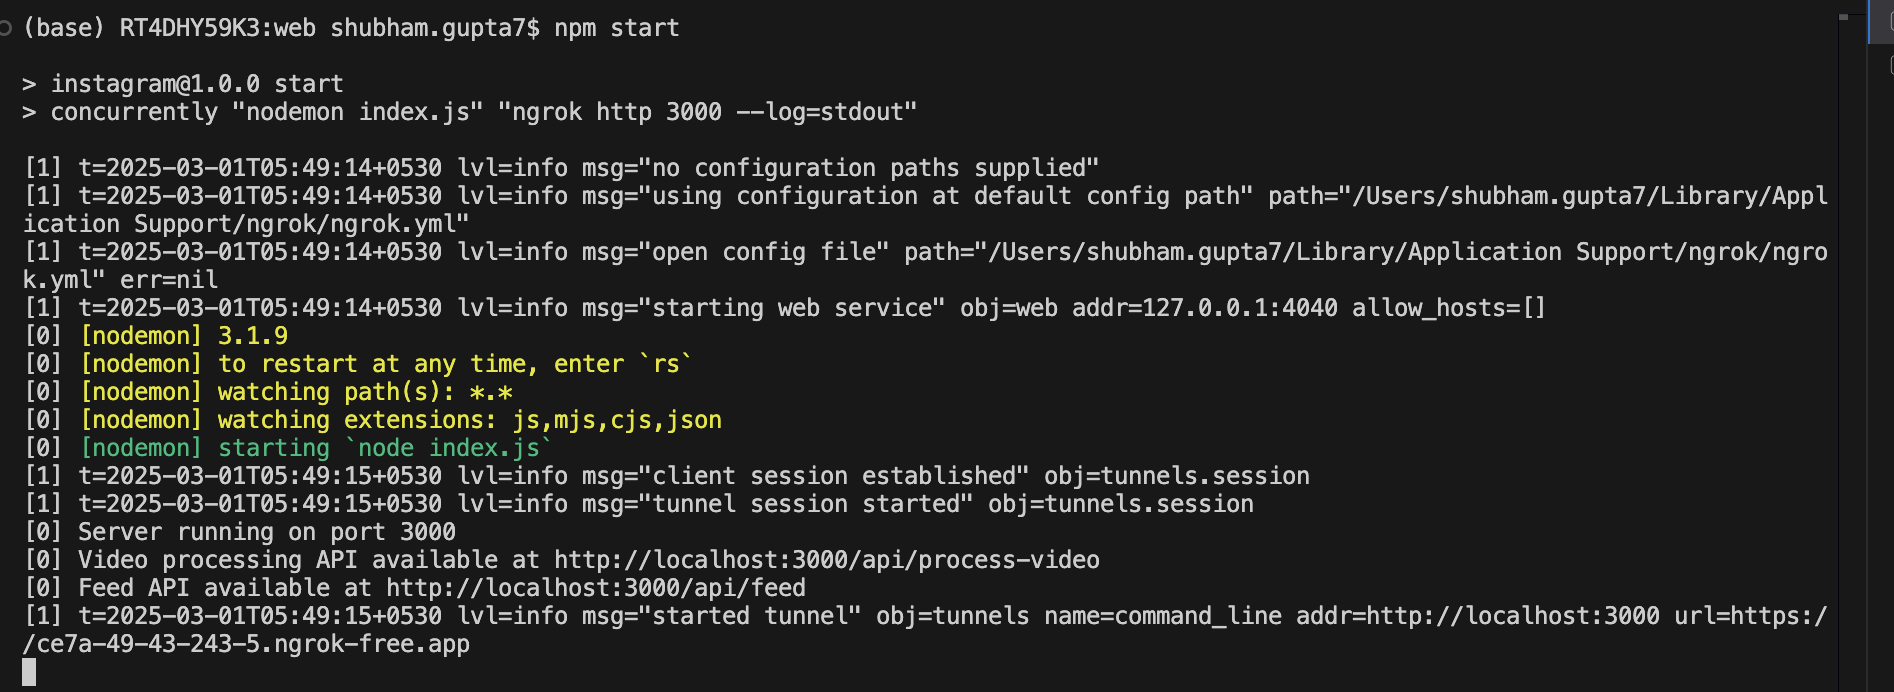 (base) RT4DHY59K3:web shubham.gupta7$ npm start
> instagram@1.0.0 start
> concurrently "nodemon index.js" "ngrok http 3000 --log=stdout"
[1] t=2025-03-01T05:49:14+0530 lvl=info msg="no configuration paths supplied"
[1] t=2025-03-01T05:49:14+0530 lvl=info msg="using configuration at default config path" path="/Users/shubham.gupta7/Library/Appl
ication Support/ngrok/ngrok.yml"
[1] t=2025-03-01T05:49:14+0530 lvl=info msg="open config file" path="/Users/shubham.gupta7/Library/Application Support/ngrok/ngro
k.yml" err=nil
[1] t=2025-03-01T05:49:14+0530 lvl=info msg="starting web service" obj=web addr=127.0.0.1:4040 allow_hosts=[]
[0] [nodemon] 3.1.9
[0] [nodemon] to restart at any time, enter `rs`
[0] [nodemon] watching path(s): *.*
[0] [nodemon] watching extensions: js,mjs,cjs,json
[0] [nodemon] starting `node index.js`
[1] t=2025-03-01T05:49:15+0530 lvl=info msg="client session established" obj=tunnels.session
[1] t=2025-03-01T05:49:15+0530 lvl=info msg="tunnel session started" obj=tunnels.session
[0] Server running on port 3000
[0] Video processing API available at http://localhost:3000/api/process-video
[0] Feed API available at http://localhost:3000/api/feed
[1] t=2025-03-01T05:49:15+0530 lvl=info msg="started tunnel" obj=tunnels name=command_line addr=http://localhost:3000 url=https:/
/ce7a-49-43-243-5.ngrok-free.app